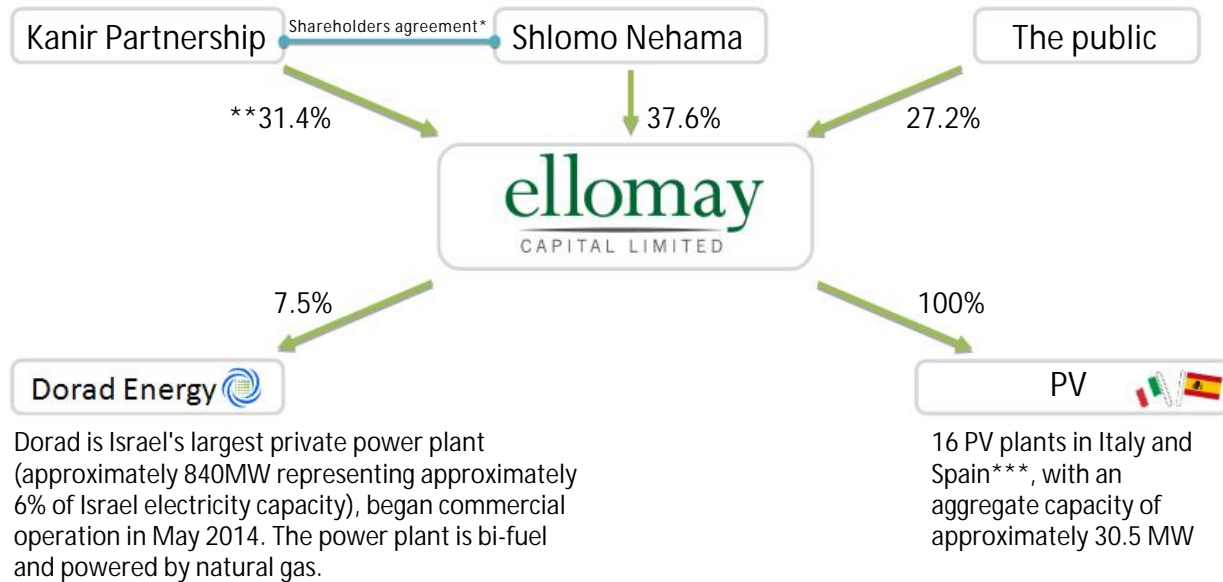 Kanir Partnership
Shareholders agreement*
Shlomo Nehama
The public
**31.4%
37.6%
27.2%
ellomay
CAPITAL LIMITED
7.5%
100%
Dorad Energy
PV
Dorad is Israel's largest private power plant
(approximately 840MW representing approximately
6% of Israel electricity capacity), began commercial
operation in May 2014. The power plant is bi-fuel
and powered by natural gas.
16 PV plants in Italy and
Spain***, with an
aggregate capacity of
approximately 30.5 MW